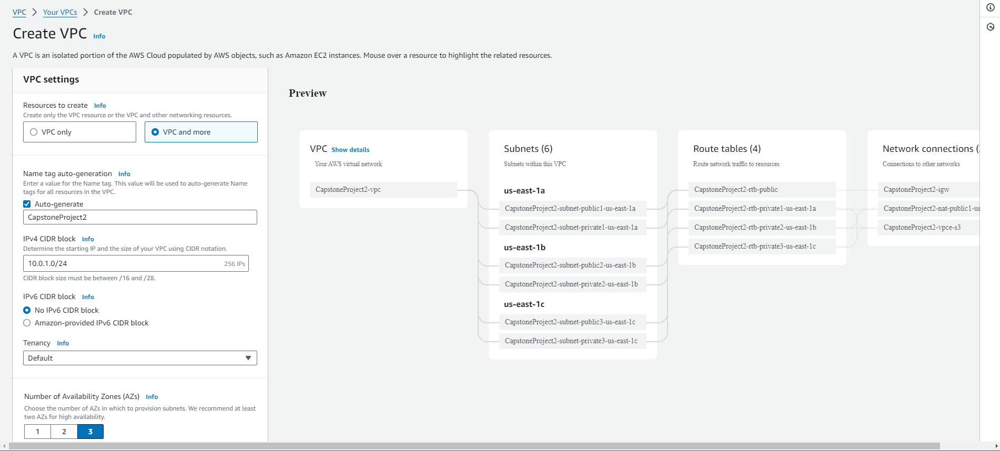 VPC > Your VPCs > Create VPC
Create VPC Info
A VPC is an isolated portion of the AWS Cloud populated by AWS objects, such as Amazon EC2 instances. Mouse over a resource to highlight the related resources.
VPC settings
Resources to create Info
Create only the VPC resource or the VPC and other networking resources.
VPC only
VPC and more
Name tag auto-generation Info
Enter a value for the Name tag. This value will be used to auto-generate Name
tags for all resources in the VPC.
Auto-generate
CapstoneProject2
IPv4 CIDR block Info
Determine the starting IP and the size of your VPC using CIDR notation.
10.0.1.0/24 256 IPs
CIDR block size must be between /16 and /28.
IPv6 CIDR block Info
No IPv6 CIDR block
Amazon-provided IPv6 CIDR block
Tenancy Info
Default
Number of Availability Zones (AZs) Info
Choose the number of AZs in which to provision subnets. We recommend at least
two AZs for high availability.
1 2 3
Preview
VPC Show details
Your AWS virtual network
CapstoneProject2-vpc
Subnets (6)
Subnets within this VPC
us-east-1a
CapstoneProject2-subnet-public1-us-east-1a
CapstoneProject2-subnet-private1-us-east-1a
us-east-1b
CapstoneProject2-subnet-public2-us-east-1b
CapstoneProject2-subnet-private2-us-east-1b
us-east-1c
CapstoneProject2-subnet-public3-us-east-1c
CapstoneProject2-subnet-private3-us-east-1c
Route tables (4)
Route network traffic to resources
CapstoneProject2-rtb-public
CapstoneProject2-rtb-private1-us-east-1a
CapstoneProject2-rtb-private2-us-east-1b
CapstoneProject2-rtb-private3-us-east-1c
Network connections (
Connections to other networks
CapstoneProject2-igw
CapstoneProject2-nat-public1-us
CapstoneProject2-vpce-s3